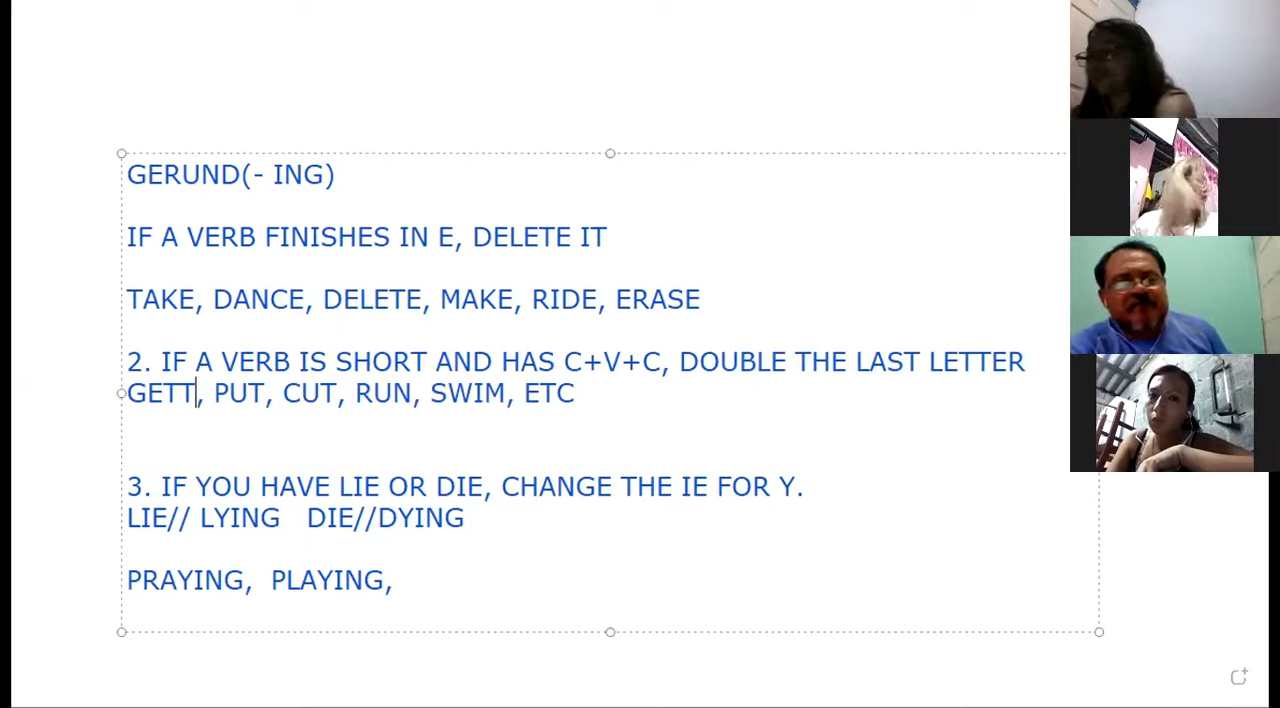 GERUND(- ING)
IF A VERB FINISHES IN E, DELETE IT
TAKE, DANCE, DELETE, MAKE, RIDE, ERASE
2. IF A VERB IS SHORT AND HAS C+V+C, DOUBLE THE LAST LETTER
GETT, PUT, CUT, RUN, SWIM, ETC
3. IF YOU HAVE LIE OR DIE, CHANGE THE IE FOR Y.
LIE// LYING   DIE//DYING
PRAYING,  PLAYING,